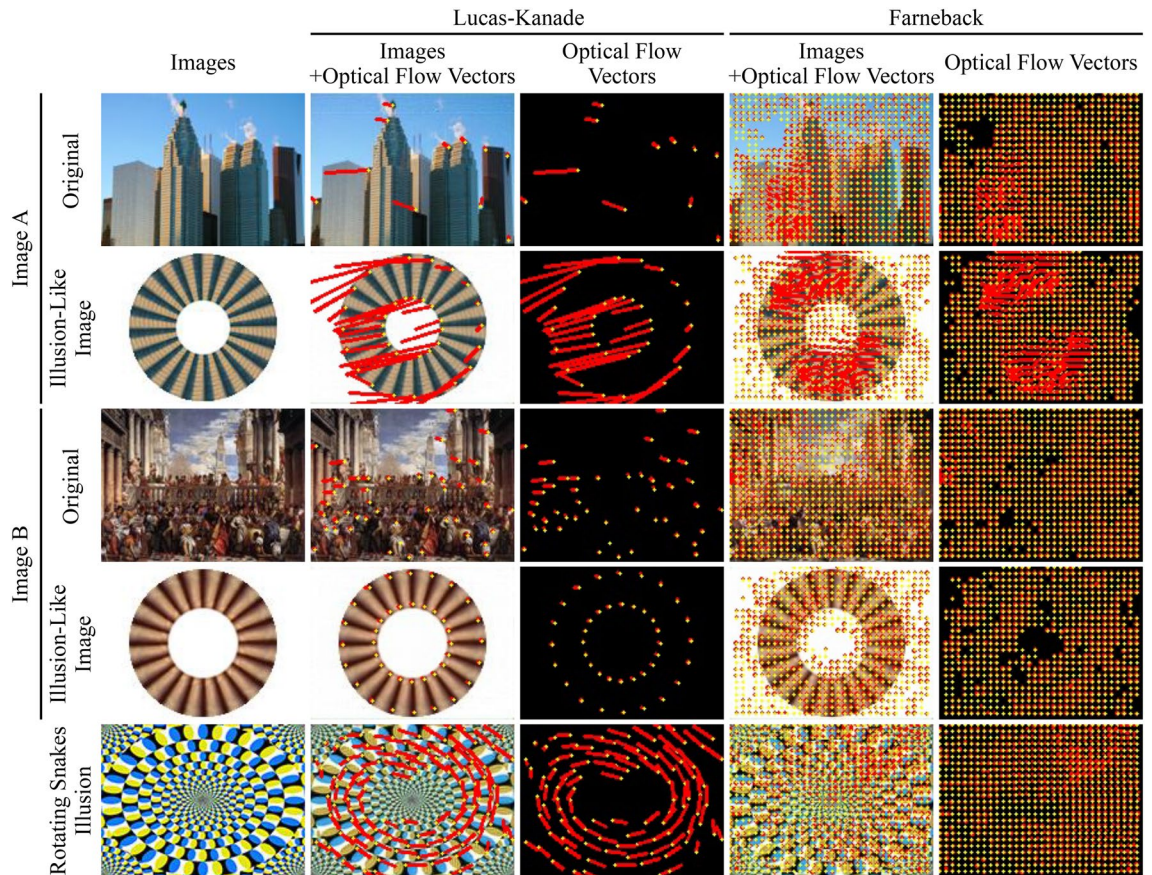 Lucas-Kanade
Farneback
Images
Images
+Optical Flow Vectors
Optical Flow
Vectors
Images
+Optical Flow Vectors
Optical Flow Vectors
Image A
Original
Illusion-Like
Image
Image B
Original
Illusion-Like
Image
Rotating Snakes
Illusion